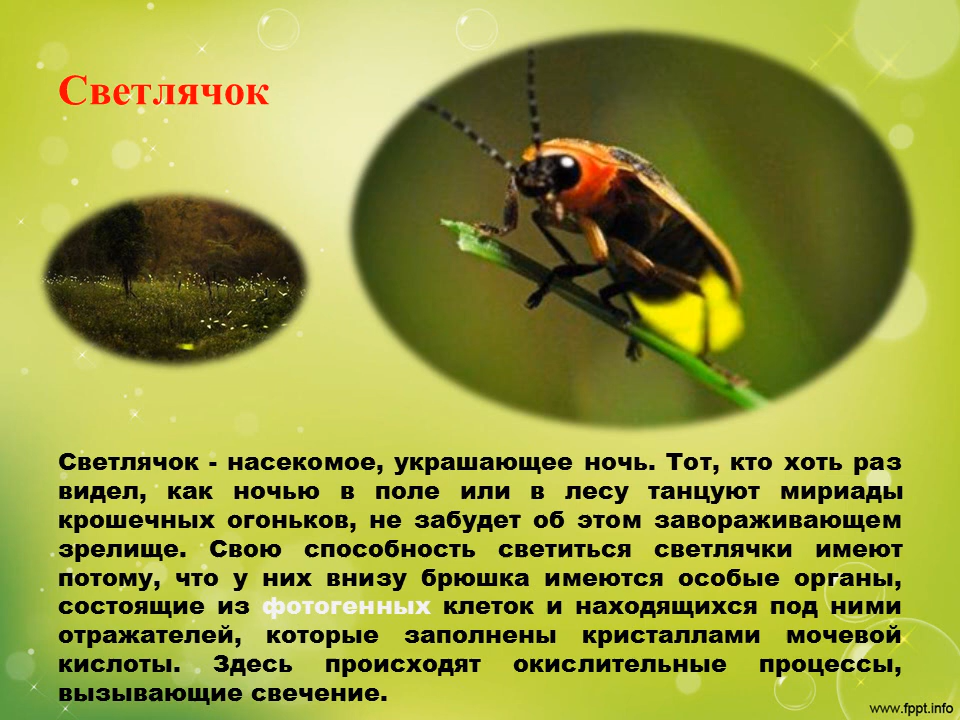 Светлячок
Светлячок - насекомое, украшающее ночь. Тот, кто хоть раз
видел, как ночью в поле или в лесу танцуют мириады
крошечных огоньков, не забудет об этом завораживающем
зрелище. Свою способность светиться светлячки имеют
потому, что у них внизу брюшка имеются особые органы,
состоящие из фотогенных клеток и находящихся под ними
отражателей, которые заполнены кристаллами мочевой
кислоты. Здесь происходят окислительные процессы,
вызывающие свечение.
www.fppt.info